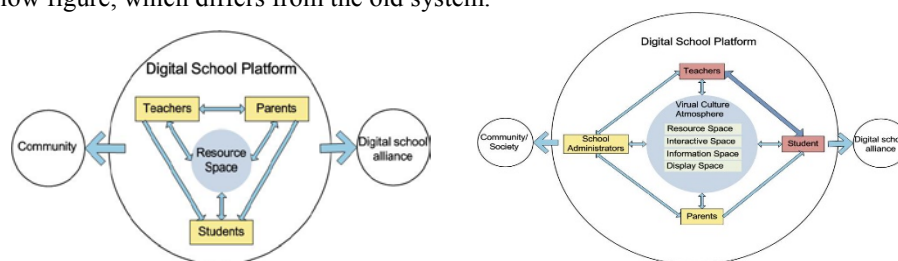 now figure, which differs from the old system.
Digital School Platform
Teachers
Parents
Community
Resource
Space
Digital school
alliance
Students
Digital School Platform
Teachers
Virual Culture
Atmosphere
Resource Space
Interactive Space
Information Space
Display Space
Community/
Society
School
Administrators
Student
Digital scho
alliance
Parents